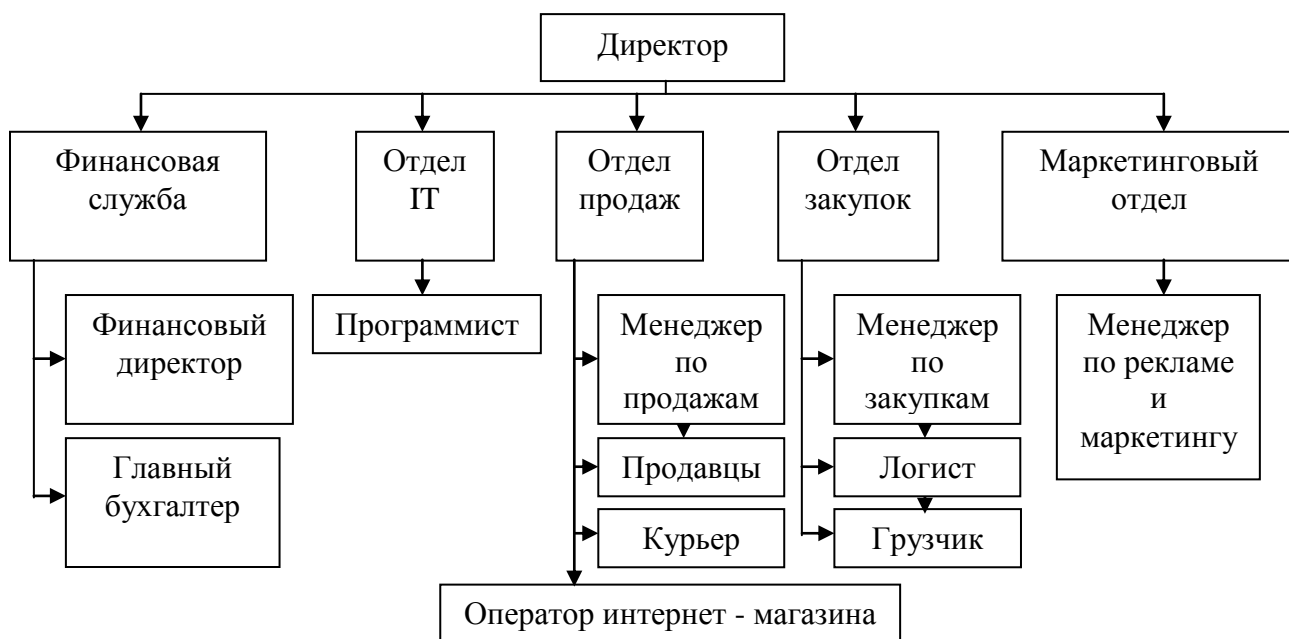 Директор
Финансовая
служба
Отдел
IT
Отдел
продаж
Отдел
закупок
Маркетинговый
отдел
Финансовый
директор
Главный
бухгалтер
Программист
Менеджер
по
продажам
Продавцы
Курьер
Оператор интернет - магазина
Менеджер
по
закупкам
Логист
Грузчик
Менеджер
по рекламе
и
маркетингу